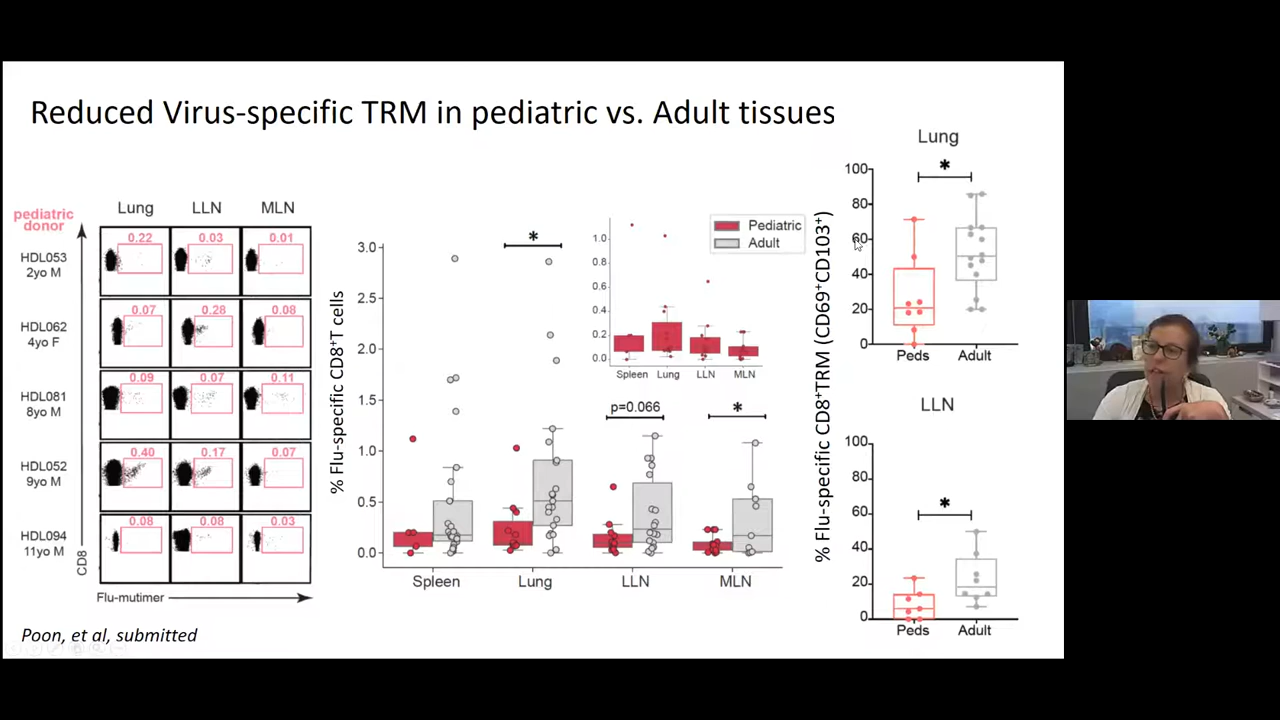 Reduced Virus-specific TRM in pediatric vs. Adult tissues
pediatric
donor
Lung LLN MLN
HDL053
2yo M
0.22 0.03 0.01
HDL062
4yo F
0.07 0.28 0.08
HDL081
8yo M
0.09 0.07 0.11
HDL052
9yo M
0.40 0.17 0.07
HDL094
11yo M
0.08 0.08 0.03
CD8
Flu-mutimer
% Flu-specific CD8+T cells
3.0
2.5
2.0
1.5
1.0
0.5
0.0
*
p=0.066
*
Spleen Lung LLN MLN
Pediatric
Adult
1.0
0.8
0.6
0.4
0.2
0.0
Spleen Lung LLN MLN
% Flu-specific CD8+TRM (CD69+CD103+)
Lung
*
100
80
60
40
20
0
Peds Adult
LLN
*
100
80
60
40
20
0
Peds Adult
Poon, et al, submitted